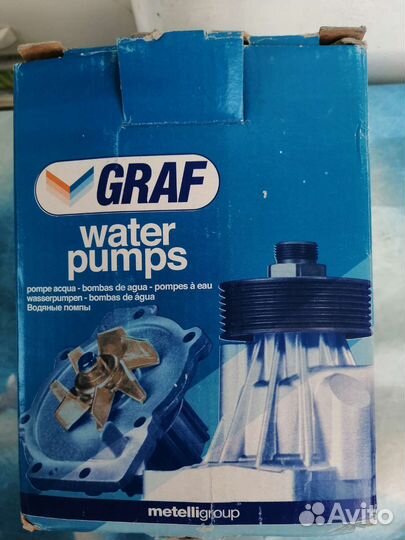 GRAF
water
pumps
pompe acqua - bombas de agua - pompes à eau
wasserpumpen - bombas de água
Водяные помпы
metelligroup
Avito